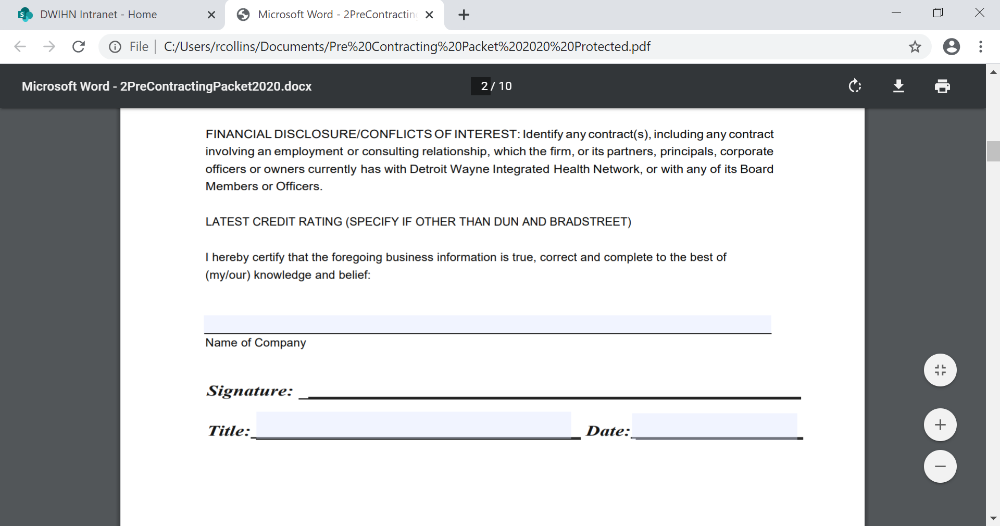 DWIHN Intranet - Home
Microsoft Word - 2PreContractin
File
C:/Users/rcollins/Documents/Pre%20Contracting%20Packet%202020%20Protected.pdf
Microsoft Word - 2PreContractingPacket2020.docx
2 / 10
FINANCIAL DISCLOSURE/CONFLICTS OF INTEREST: Identify any contract(s), including any contract
involving an employment or consulting relationship, which the firm, or its partners, principals, corporate
officers or owners currently has with Detroit Wayne Integrated Health Network, or with any of its Board
Members or Officers.
LATEST CREDIT RATING (SPECIFY IF OTHER THAN DUN AND BRADSTREET)
I hereby certify that the foregoing business information is true, correct and complete to the best of
(my/our) knowledge and belief:
Name of Company
Signature:
Title: Date: